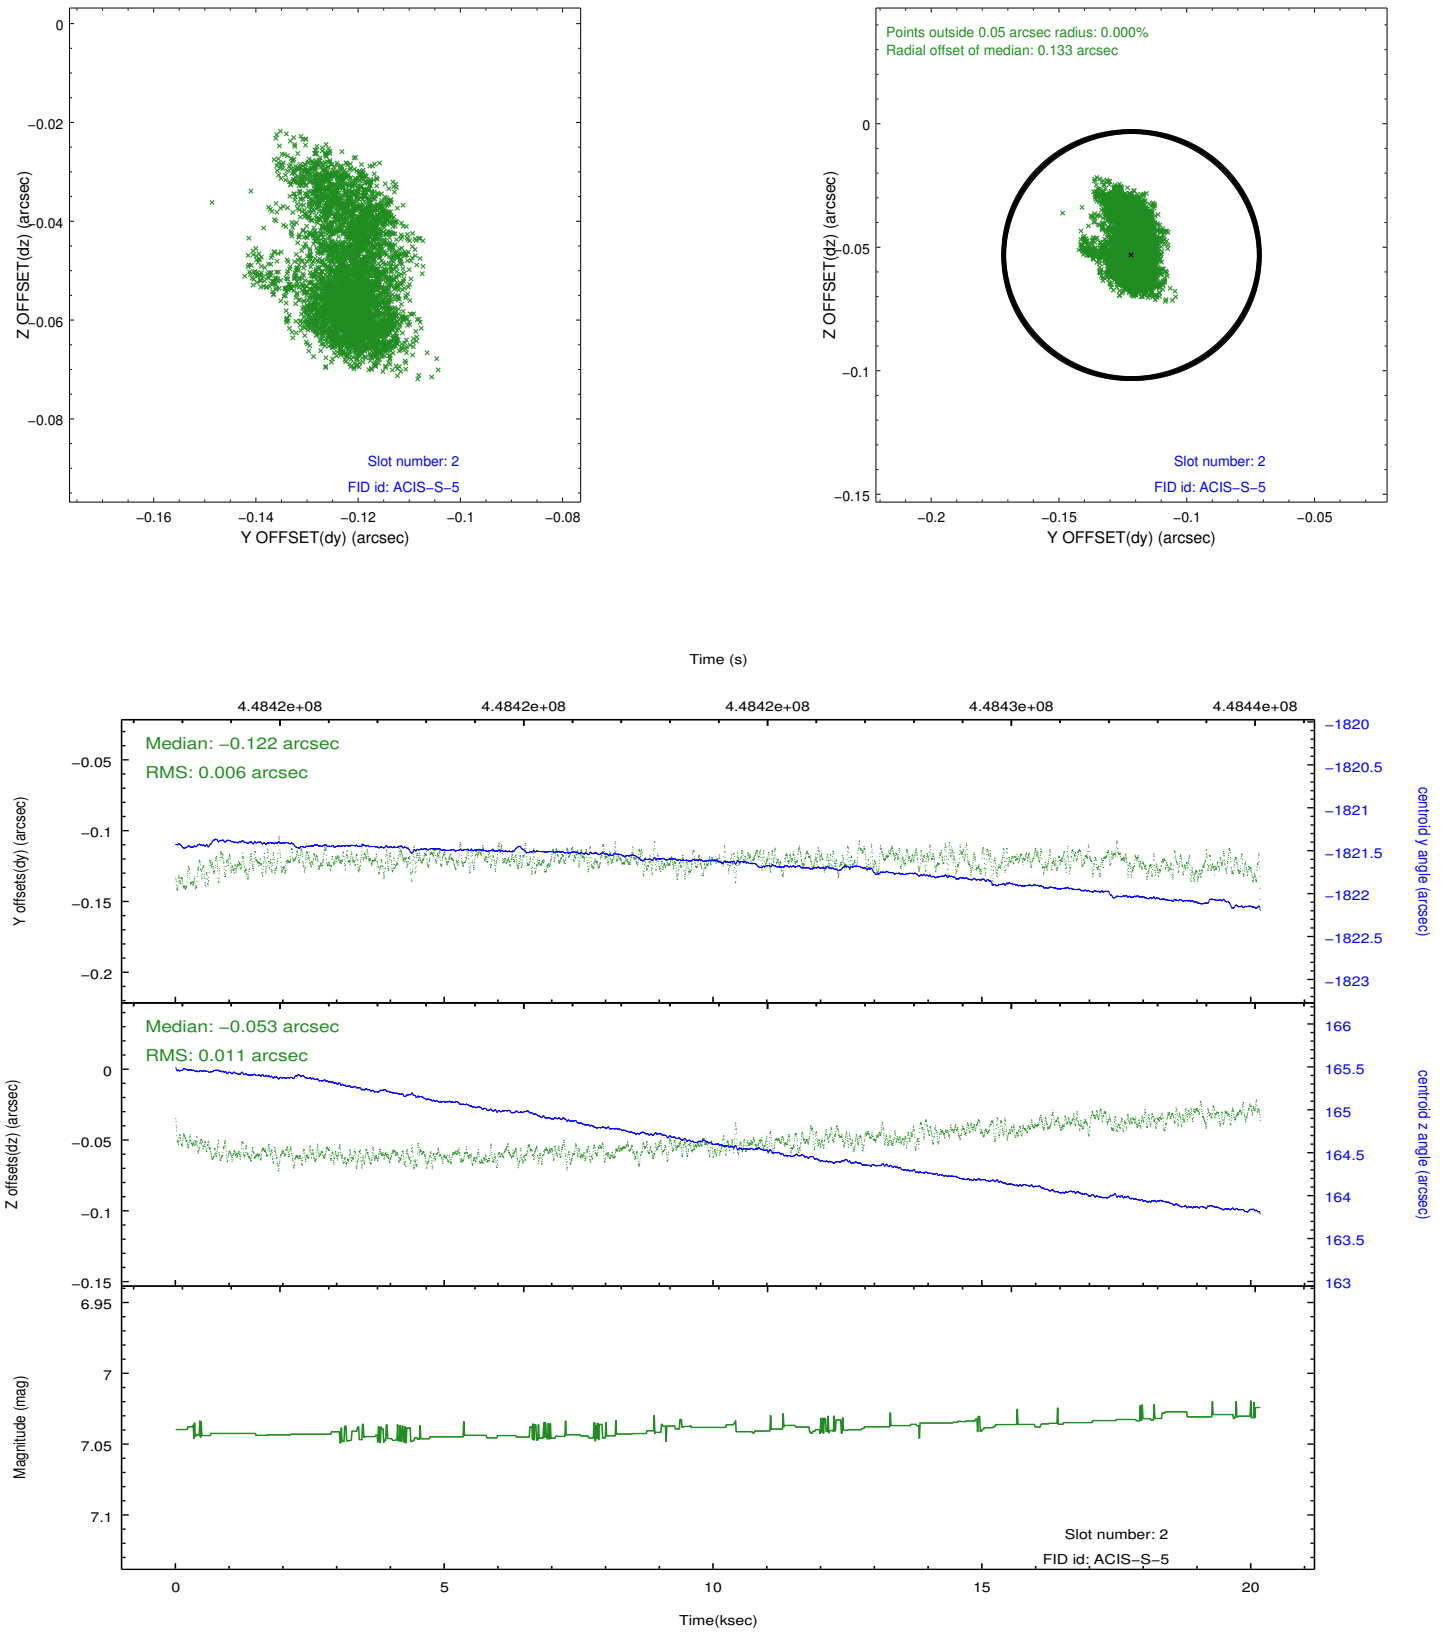 0
−0.02
−0.04
−0.06
−0.08
Z OFFSET(dz) (arcsec)
Slot number: 2
FID id: ACIS−S−5
−0.16
−0.14
−0.12
−0.1
−0.08
Y OFFSET(dy) (arcsec)
Points outside 0.05 arcsec radius: 0.000%
Radial offset of median: 0.133 arcsec
0
−0.05
−0.1
−0.15
Z OFFSET(dz) (arcsec)
Slot number: 2
FID id: ACIS−S−5
−0.2
−0.15
−0.1
−0.05
Y OFFSET(dy) (arcsec)
Time (s)
4.4842e+08
4.4842e+08
4.4842e+08
4.4843e+08
4.4844e+08
Median: −0.122 arcsec
RMS: 0.006 arcsec
−0.05
−0.1
−0.15
−0.2
Y offsets(dy) (arcsec)
−1820
−1820.5
−1821
−1821.5
−1822
−1822.5
−1823
centroid y angle (arcsec)
Median: −0.053 arcsec
RMS: 0.011 arcsec
0
−0.05
−0.1
−0.15
Z offsets(dz) (arcsec)
166
165.5
165
164.5
164
163.5
163
centroid z angle (arcsec)
6.95
7
7.05
7.1
Magnitude (mag)
Slot number: 2
FID id: ACIS−S−5
0
5
10
15
20
Time(ksec)